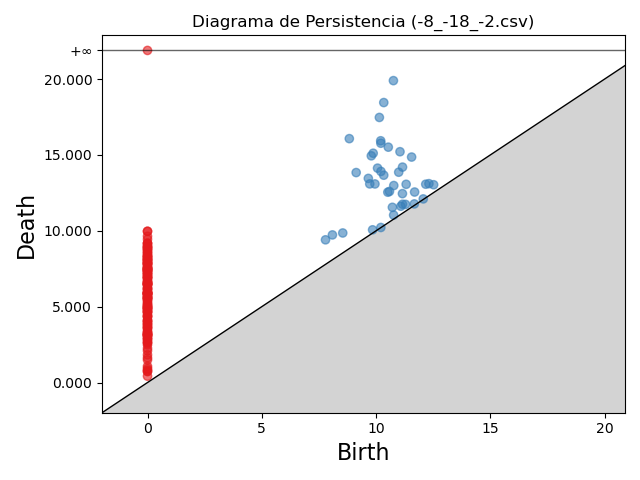 Diagrama de Persistencia (-8_-18_-2.csv)
+∞
20.000
15.000
10.000
5.000
0.000
Death
0 5 10 15 20
Birth